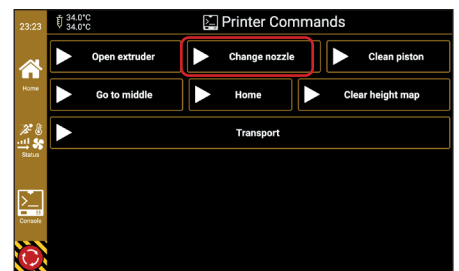 23:23
34.0°C
34.0°C
Printer Commands
Open extruder
Change nozzle
Clean piston
Home
Go to middle
Home
Clear height map
Transport
Status
Console